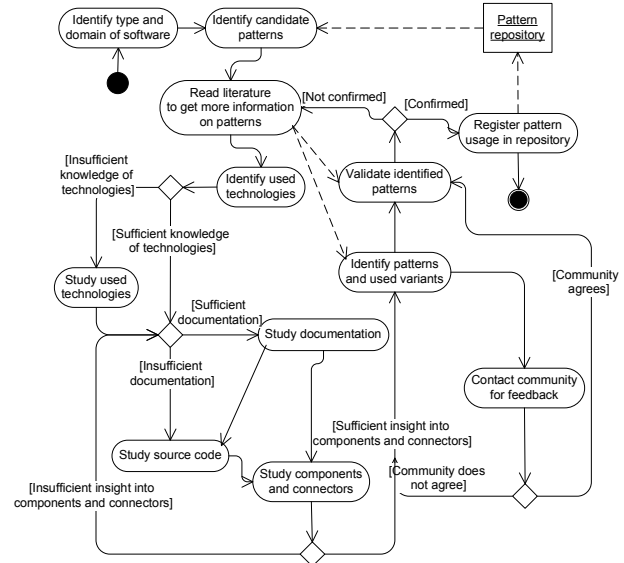 Identify type and
domain of software
Identify candidate
patterns
Pattern
repository
Read literature
to get more information
on patterns
[Not confirmed]
[Confirmed]
Register pattern
usage in repository
[Insufficient
knowledge of
technologies]
Identify used
technologies
Validate identified
patterns
[Sufficient knowledge
of technologies]
Identify patterns
and used variants
[Community
agrees]
Study used
technologies
[Sufficient
documentation]
Study documentation
[Insufficient
documentation]
Contact community
for feedback
[Sufficient insight into
components and connectors]
Study source code
Study components
and connectors
[Community does
not agree]
[Insufficient insight into
components and connectors]